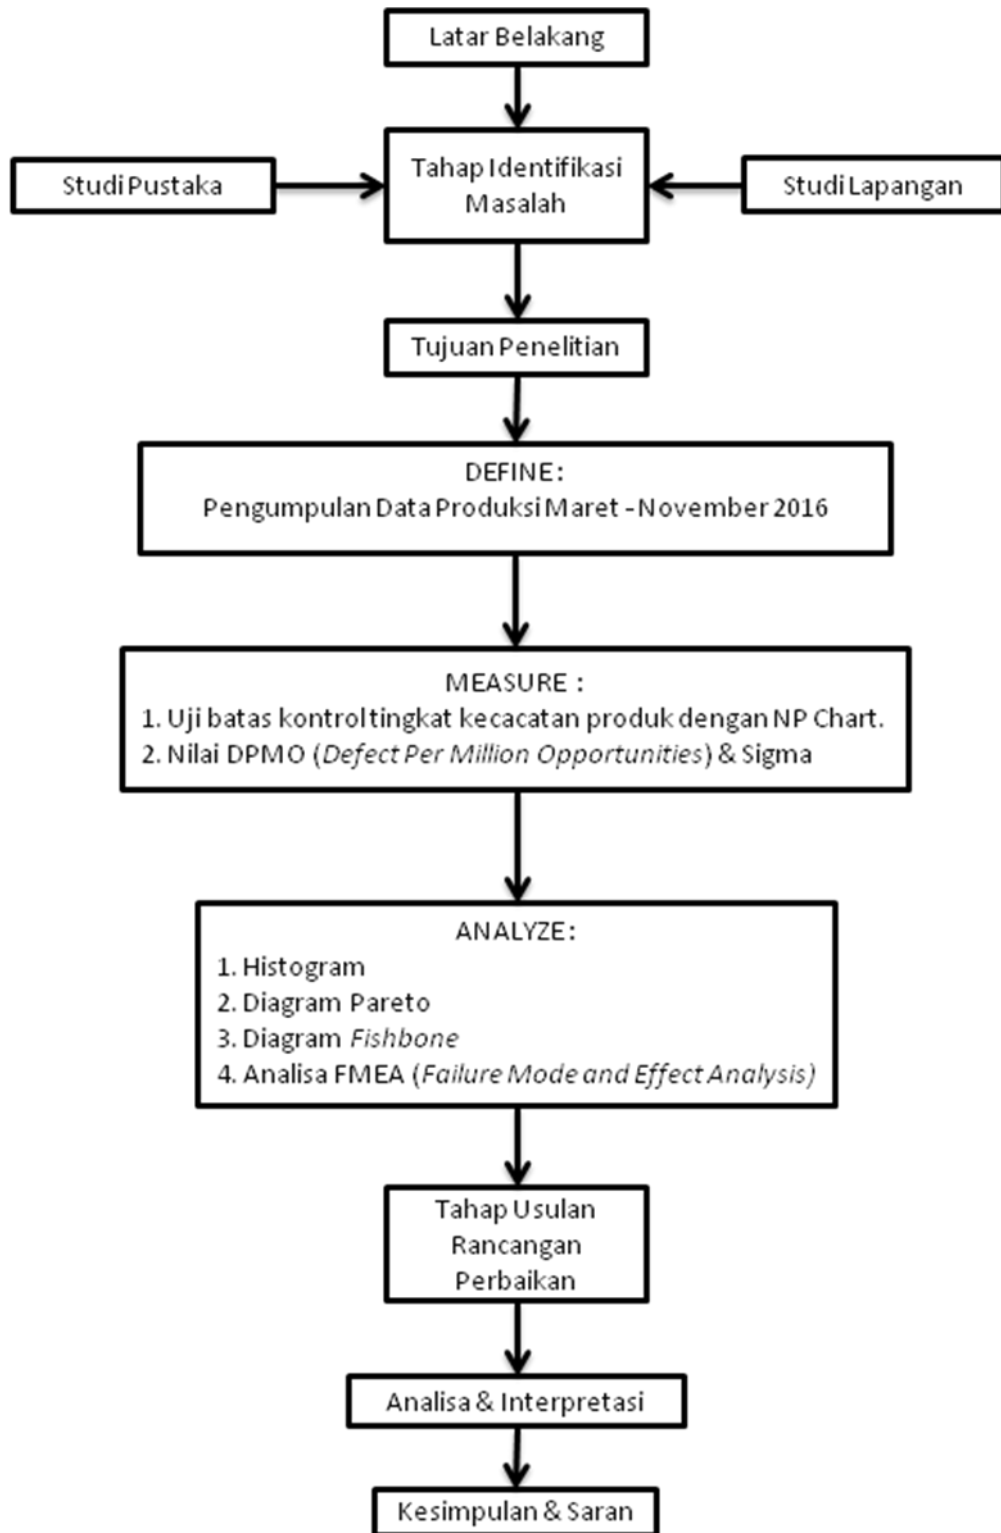 Latar Belakang
Studi Pustaka
Tahap Identifikasi
Masalah
Studi Lapangan
Tujuan Penelitian
DEFINE :
Pengumpulan Data Produksi Maret - November 2016
MEASURE :
1. Uji batas kontrol tingkat kecacatan produk dengan NP Chart.
2. Nilai DPMO (Defect Per Million Opportunities) & Sigma
ANALYZE :
1. Histogram
2. Diagram Pareto
3. Diagram Fishbone
4. Analisa FMEA (Failure Mode and Effect Analysis)
Tahap Usulan
Rancangan
Perbaikan
Analisa & Interpretasi
Kesimpulan & Saran